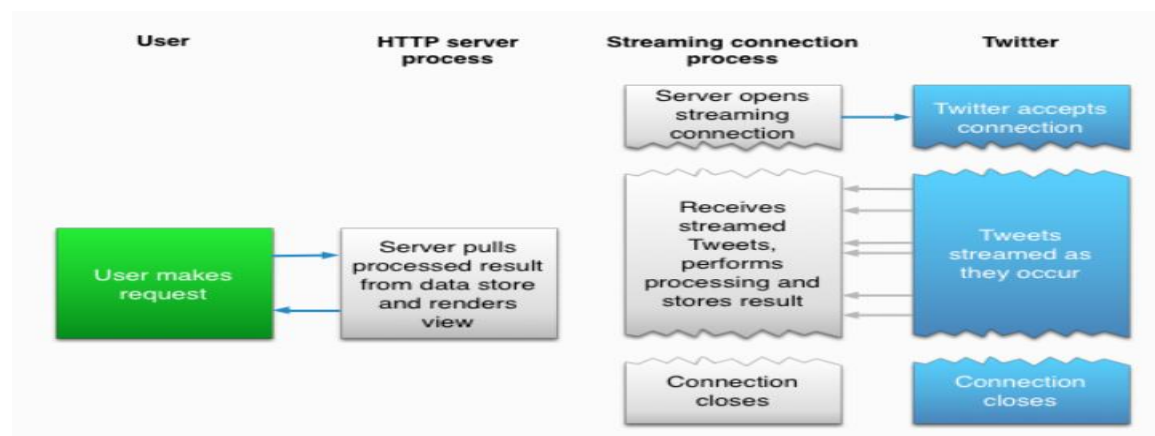 User
HTTP server
process
Streaming connection
process
Twitter
Server opens
streaming
connection
Twitter accepts
connection
User makes
request
Server pulls
processed result
from data store
and renders
view
Receives
streamed
Tweets,
performs
processing and
stores result
Tweets
streamed as
they occur
Connection
closes
Connection
closes